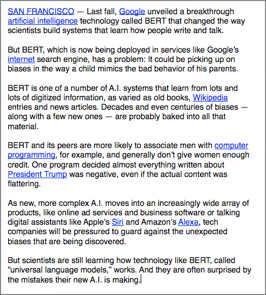 SAN FRANCISCO — Last fall, Google unveiled a breakthrough
artificial intelligence technology called BERT that changed the way
scientists build systems that learn how people write and talk.
But BERT, which is now being deployed in services like Google's
internet search engine, has a problem: It could be picking up on
biases in the way a child mimics the bad behavior of his parents.
BERT is one of a number of A.I. systems that learn from lots and
lots of digitized information, as varied as old books, Wikipedia
entries and news articles. Decades and even centuries of biases —
along with a few new ones — are probably baked into all that
material.
BERT and its peers are more likely to associate men with computer
programming, for example, and generally don't give women enough
credit. One program decided almost everything written about
President Trump was negative, even if the actual content was
flattering.
As new, more complex A.I. moves into an increasingly wide array of
products, like online ad services and business software or talking
digital assistants like Apple's Siri and Amazon's Alexa, tech
companies will be pressured to guard against the unexpected
biases that are being discovered.
But scientists are still learning how technology like BERT, called
"universal language models," works. And they are often surprised by
the mistakes their new A.I. is making.